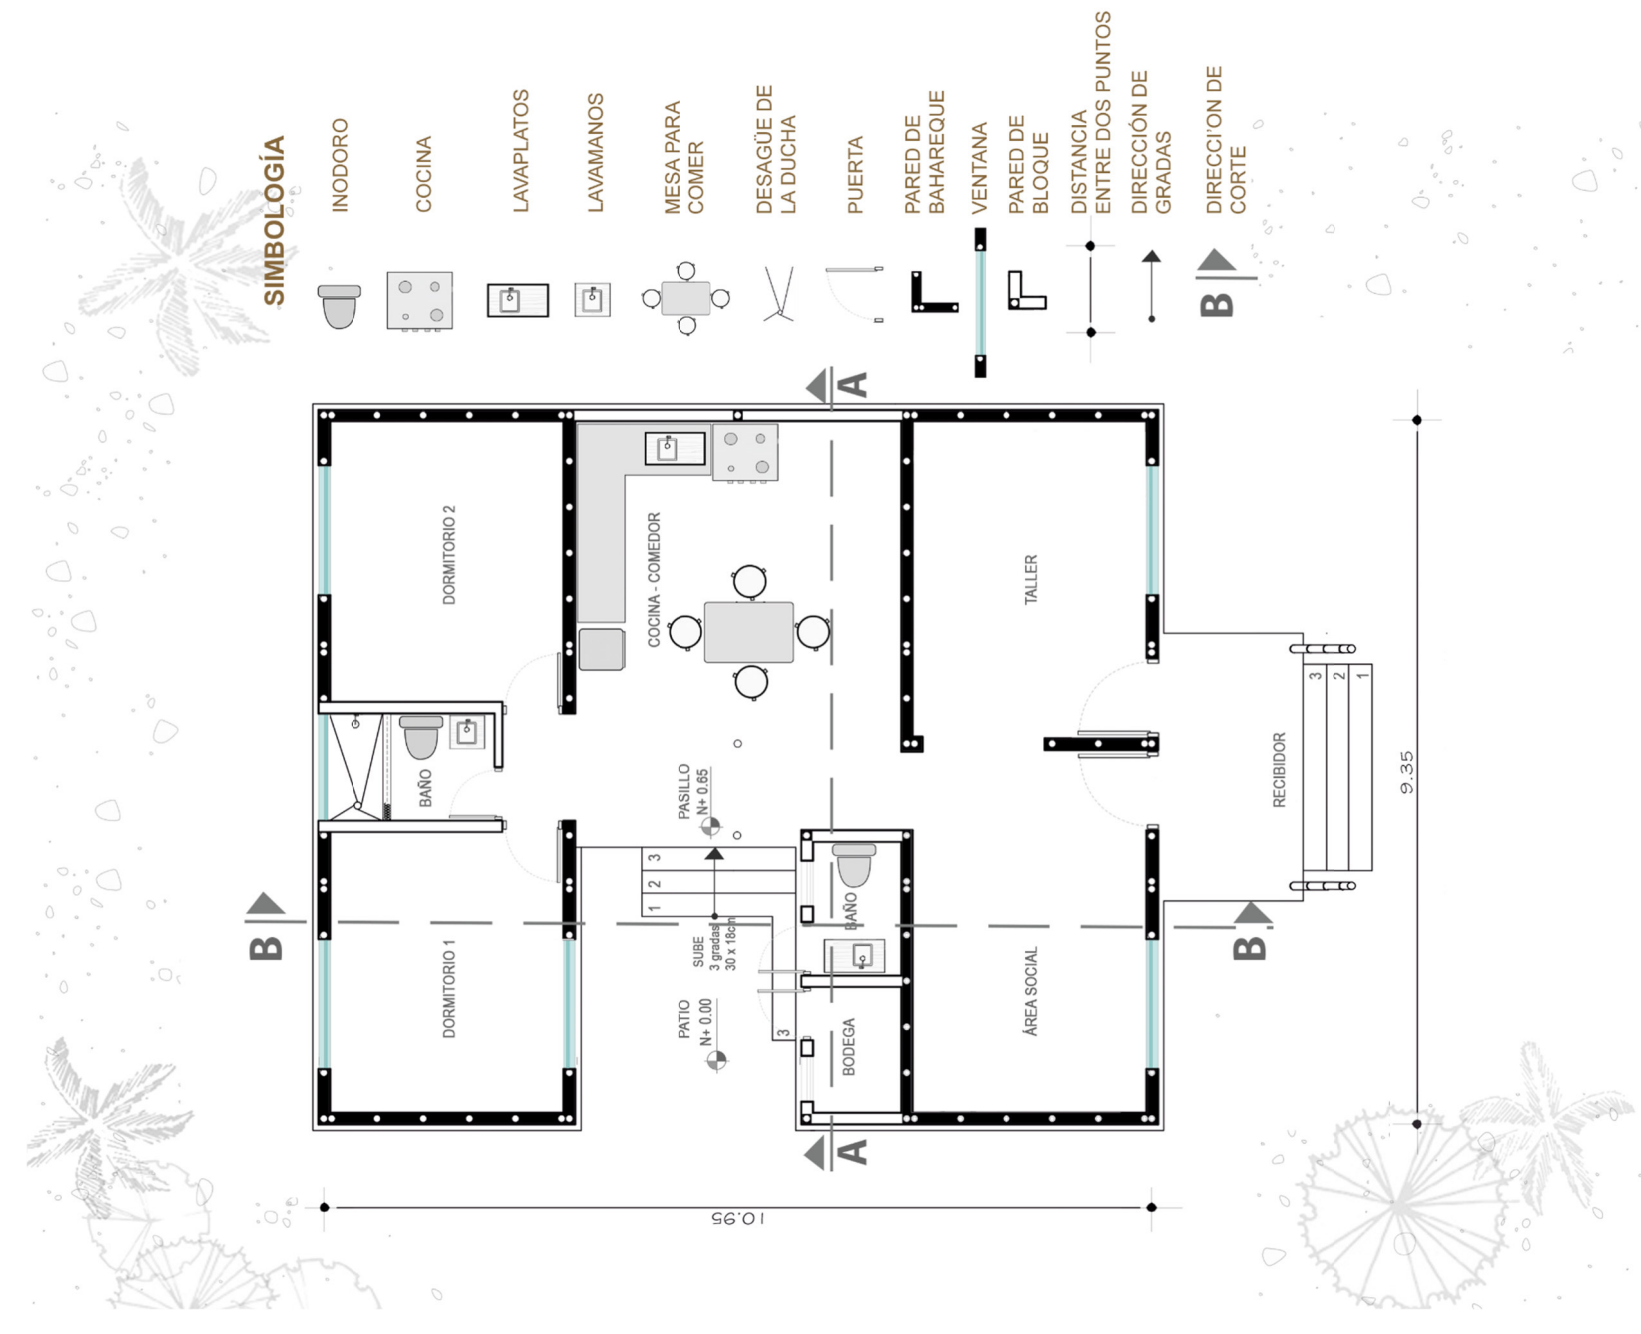 SIMBOLOGÍA
INODORO
COCINA
LAVAPLATOS
LAVAMANOS
MESA PARA
COMER
DESAGÜE DE
LA DUCHA
PUERTA
PARED DE
BAHAREQUE
VENTANA
PARED DE
BLOQUE
DISTANCIA
ENTRE DOS PUNTOS
DIRECCIÓN DE
GRADAS
DIRECCI'ON DE
CORTE
B
A
DORMITORIO 2
COCINA - COMEDOR
TALLER
BAÑO
PASILLO
N+ 0.65
RECIBIDOR
3
2
1
9.35
3
2
1
SUBE
3 gradas
30 x 18cm
BAÑO
B
B
DORMITORIO 1
PATIO
N+ 0.00
3
BODEGA
ÁREA SOCIAL
A
10.95